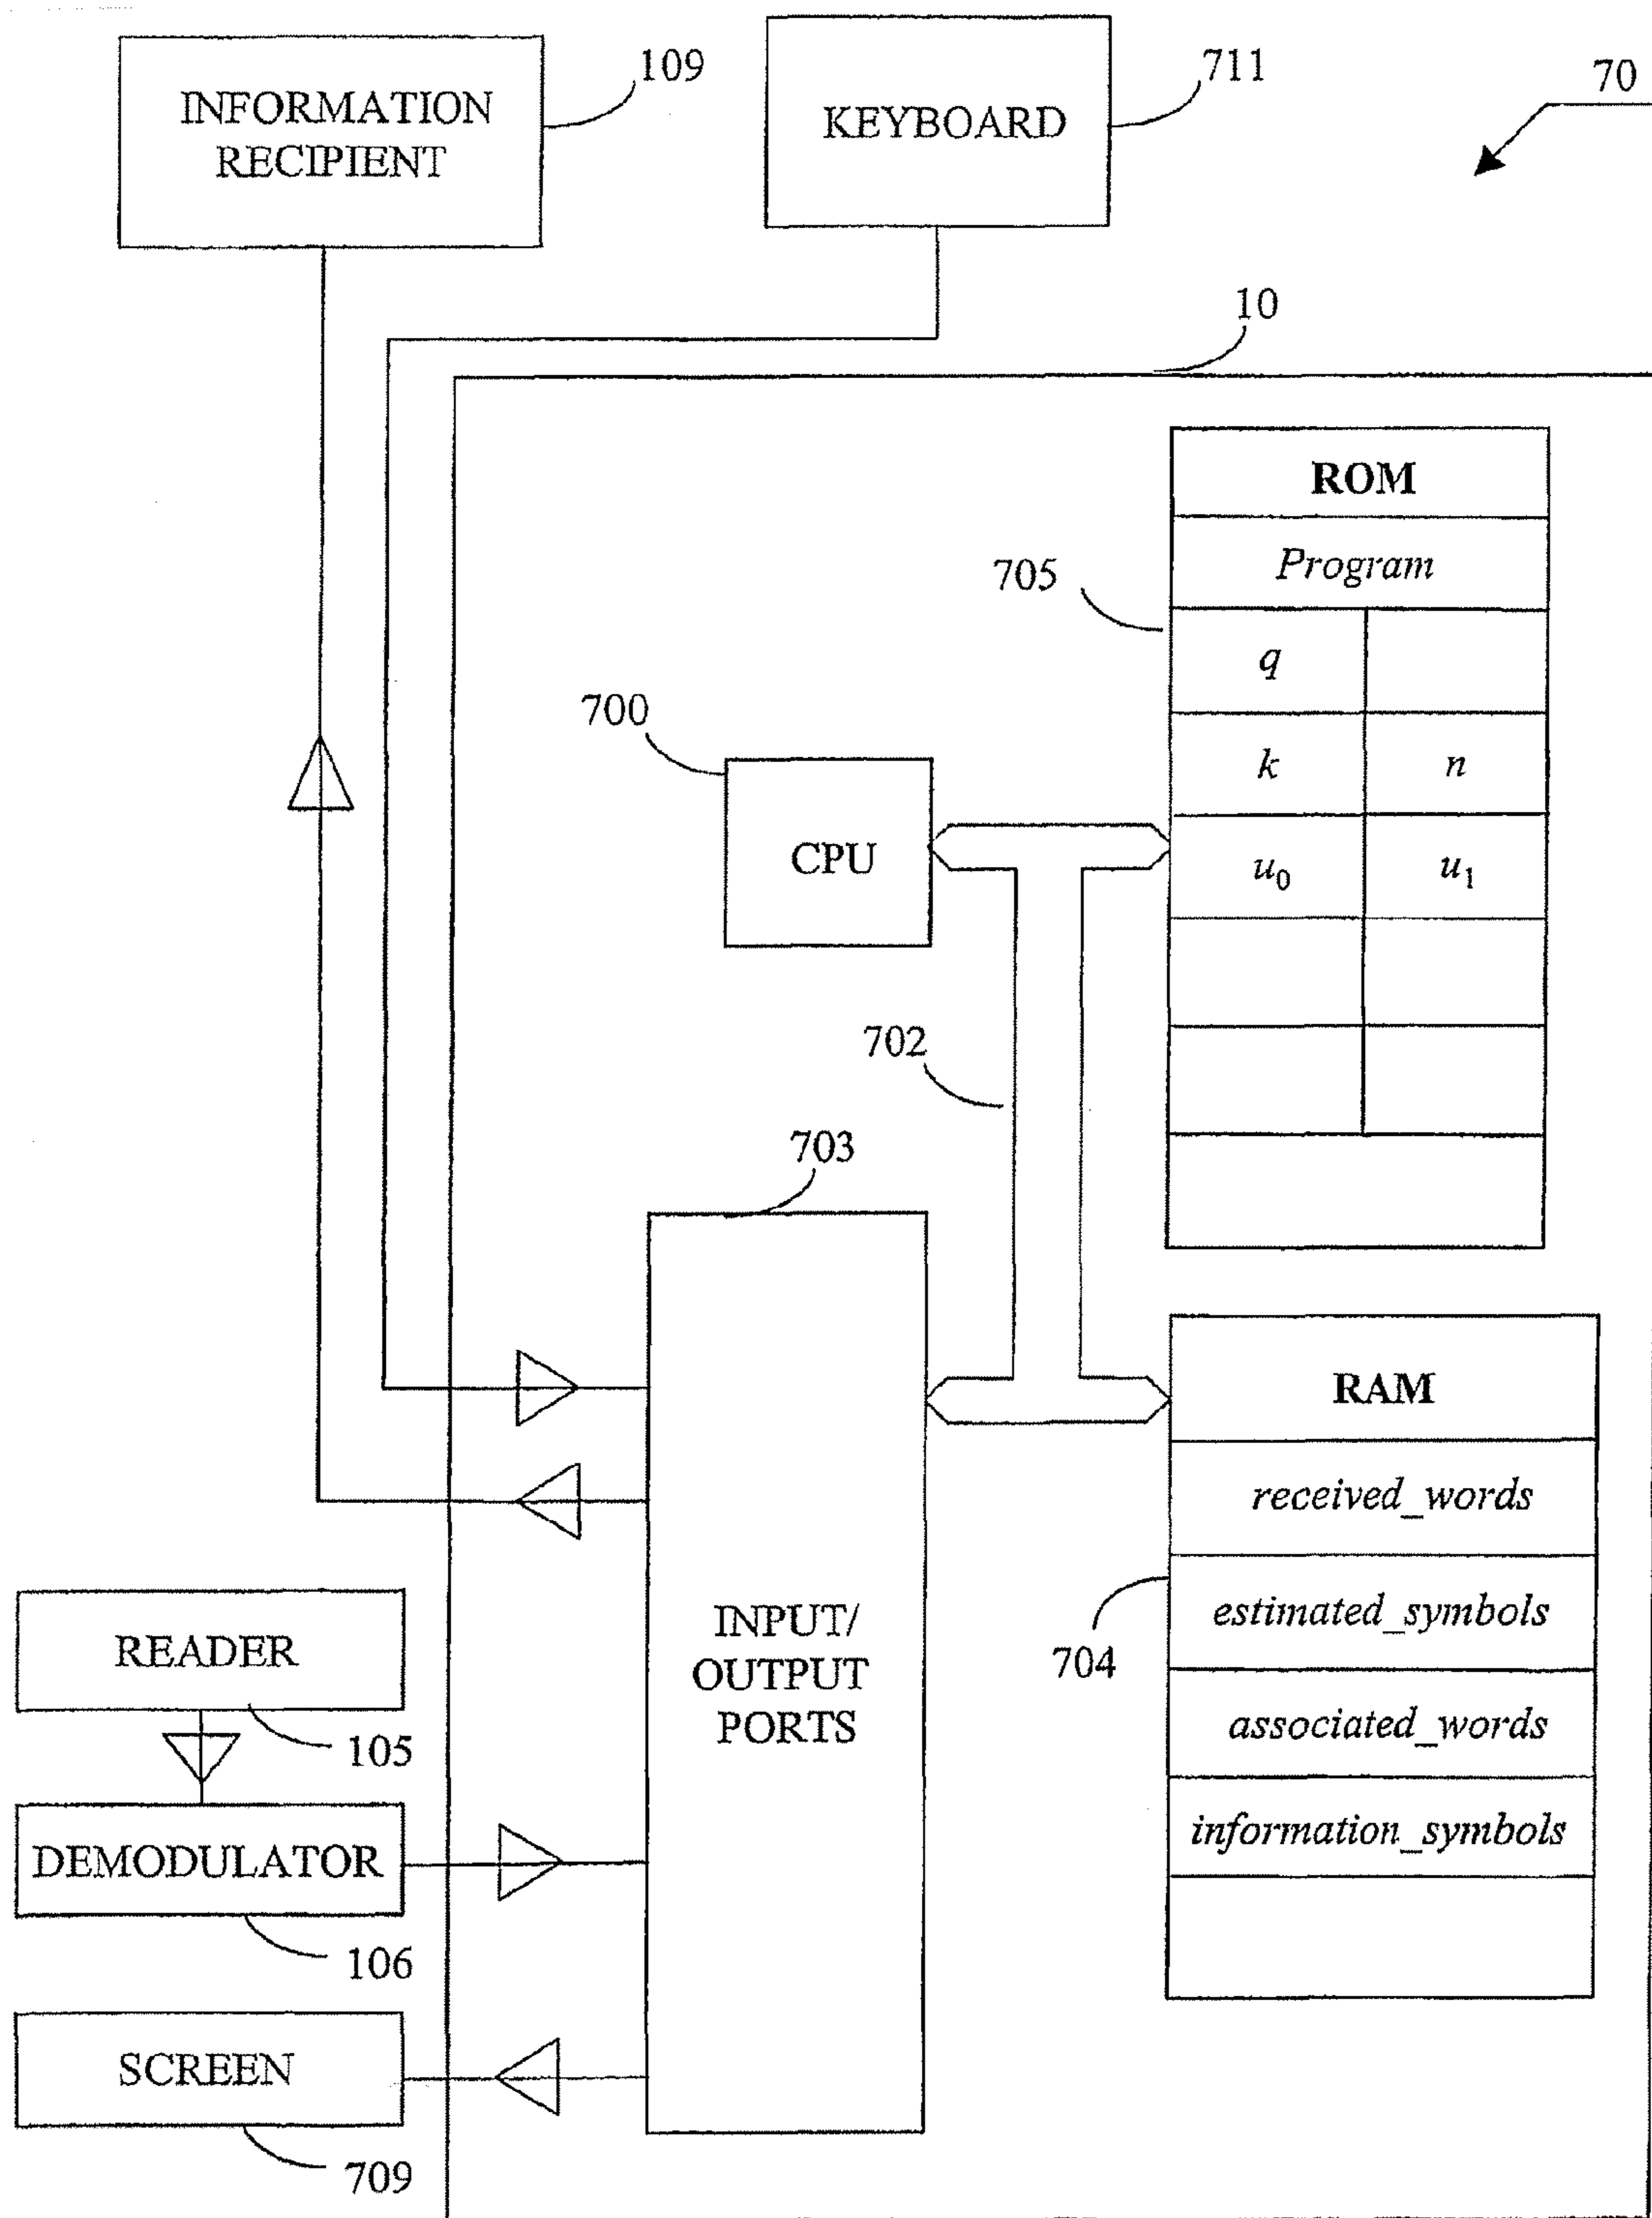 INFORMATION
RECIPIENT
109
KEYBOARD
711
70
10
ROM
Program
705
q
k
n
u₀
u₁
700
CPU
702
703
INPUT/
OUTPUT
PORTS
RAM
received_words
estimated_symbols
associated_words
information_symbols
704
READER
105
DEMODULATOR
106
SCREEN
709